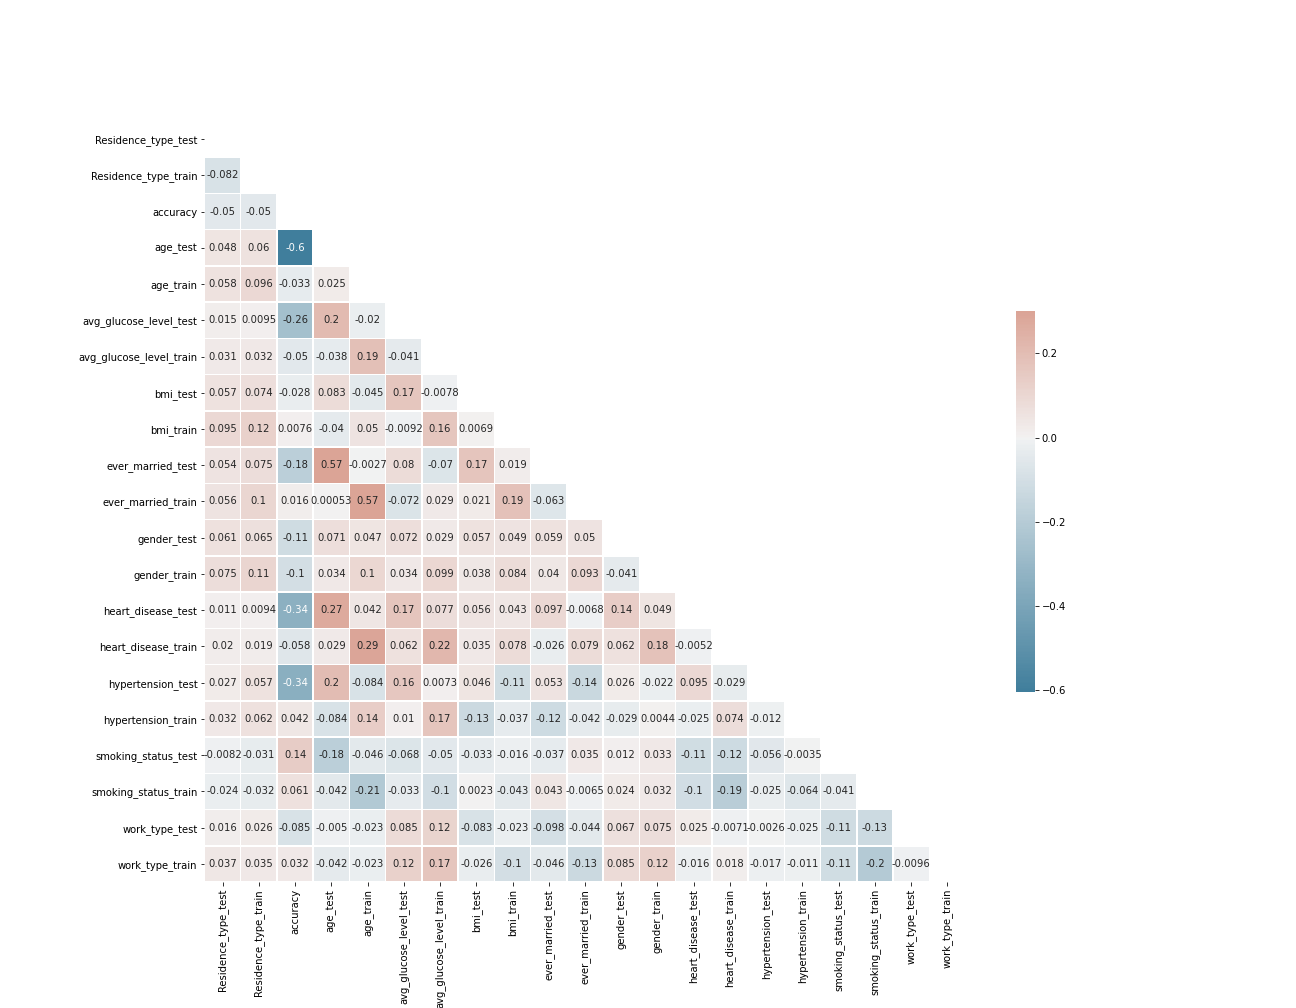 Residence_type_test
Residence_type_train -0.082
accuracy -0.05 -0.05
age_test 0.048 0.06 -0.6
age_train 0.058 0.096 -0.033 0.025
avg_glucose_level_test 0.015 0.0095 -0.26 0.2 -0.02
avg_glucose_level_train 0.031 0.032 -0.05 -0.038 0.19 -0.041
bmi_test 0.057 0.074 -0.028 0.083 -0.045 0.17 -0.0078
bmi_train 0.095 0.12 0.0076 -0.04 0.05 -0.0092 0.16 0.0069
ever_married_test 0.054 0.075 -0.18 0.57 -0.0027 0.08 -0.07 0.17 0.019
ever_married_train 0.056 0.1 0.016 0.00053 0.57 -0.072 0.029 0.021 0.19 -0.063
gender_test 0.061 0.065 -0.11 0.071 0.047 0.072 0.029 0.057 0.049 0.059 0.05
gender_train 0.075 0.11 -0.1 0.034 0.1 0.034 0.099 0.038 0.084 0.04 0.093 -0.041
heart_disease_test 0.011 0.0094 -0.34 0.27 0.042 0.17 0.077 0.056 0.043 0.097 -0.0068 0.14 0.049
heart_disease_train 0.02 0.019 -0.058 0.029 0.29 0.062 0.22 0.035 0.078 -0.026 0.079 0.062 0.18 -0.0052
hypertension_test 0.027 0.057 -0.34 0.2 -0.084 0.16 0.0073 0.046 -0.11 0.053 -0.14 0.026 -0.022 0.095 -0.029
hypertension_train 0.032 0.062 0.042 -0.084 0.14 0.01 0.17 -0.13 -0.037 -0.12 -0.042 -0.029 0.0044 -0.025 0.074 -0.012
smoking_status_test -0.0082 -0.031 0.14 -0.18 -0.046 -0.068 -0.05 -0.033 -0.016 -0.037 0.035 0.012 0.033 -0.11 -0.12 -0.056 -0.0035
smoking_status_train -0.024 -0.032 0.061 -0.042 -0.21 -0.033 -0.1 0.0023 -0.043 0.043 -0.0065 0.024 0.032 -0.1 -0.19 -0.025 -0.064 -0.041
work_type_test 0.016 0.026 -0.085 -0.005 -0.023 0.085 0.12 -0.083 -0.023 -0.098 -0.044 0.067 0.075 0.025 -0.0071 -0.0026 -0.025 -0.11 -0.13
work_type_train 0.037 0.035 0.032 -0.042 -0.023 0.12 0.17 -0.026 -0.1 -0.046 -0.13 0.085 0.12 -0.016 0.018 -0.017 -0.011 -0.11 -0.2 -0.0096
Residence_type_test
Residence_type_train
accuracy
age_test
age_train
avg_glucose_level_test
avg_glucose_level_train
bmi_test
bmi_train
ever_married_test
ever_married_train
gender_test
gender_train
heart_disease_test
heart_disease_train
hypertension_test
hypertension_train
smoking_status_test
smoking_status_train
work_type_test
work_type_train
0.2
0.0
−0.2
−0.4
−0.6